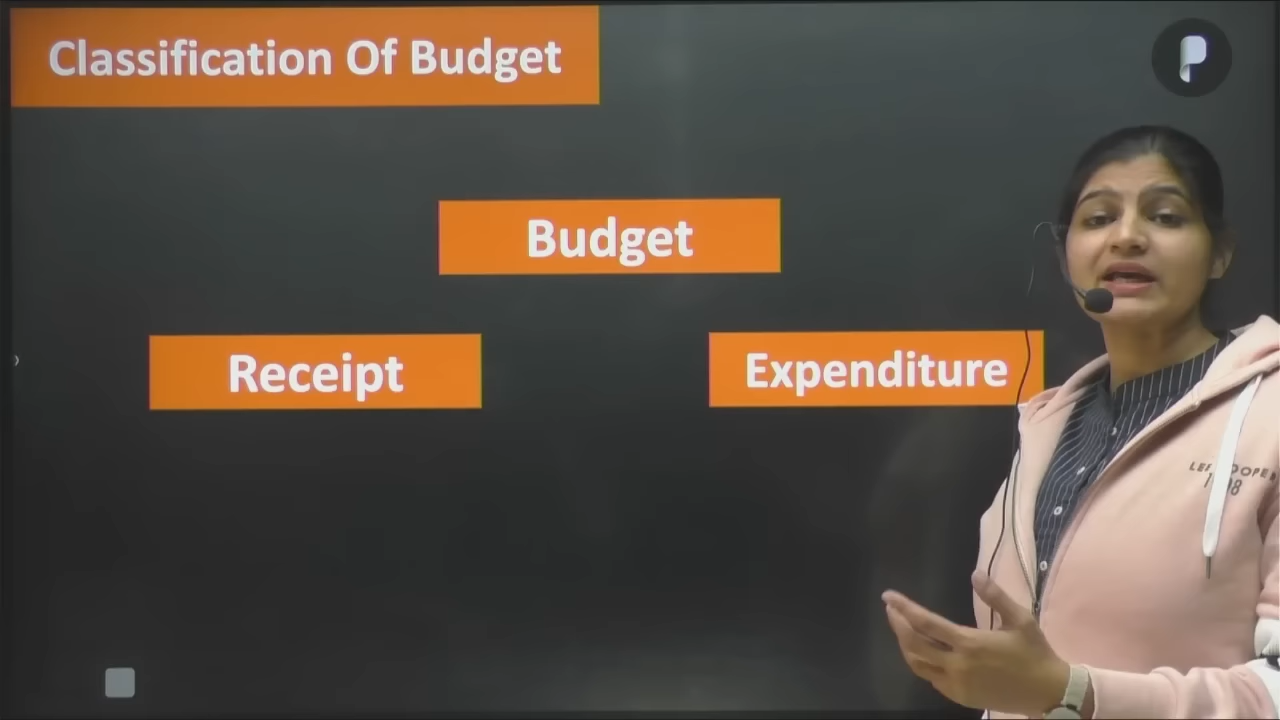 Classification Of Budget
Budget
Receipt
Expenditure